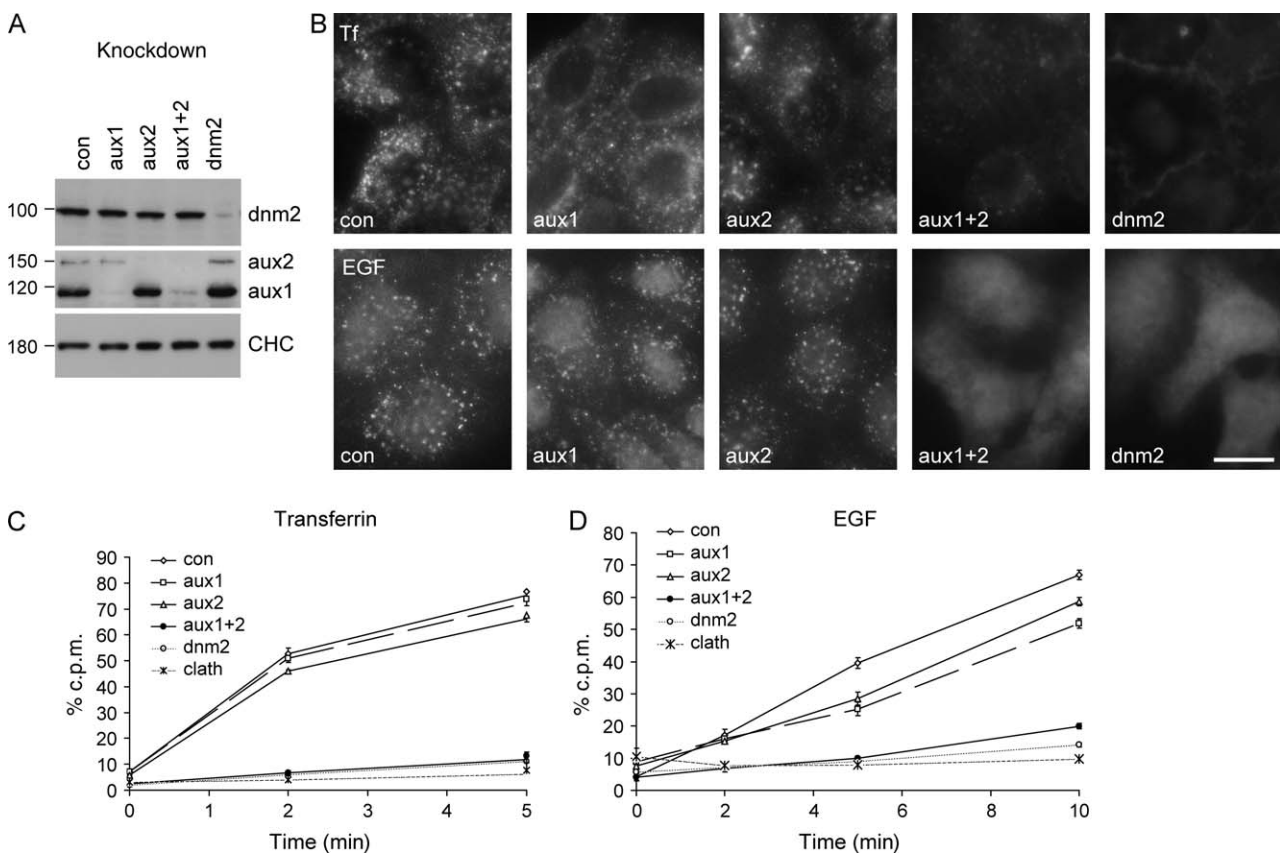 A
Knockdown
con
aux1
aux2
aux1+2
dnm2
100
dnm2
150
aux2
120
aux1
180
CHC
B
Tf
con
aux1
aux2
aux1+2
dnm2
EGF
con
aux1
aux2
aux1+2
dnm2
C
Transferrin
con
aux1
aux2
aux1+2
dnm2
clath
% c.p.m.
90
80
70
60
50
40
30
20
10
0
0 1 2 3 4 5
Time (min)
D
EGF
con
aux1
aux2
aux1+2
dnm2
clath
% c.p.m.
80
70
60
50
40
30
20
10
0
0 2 4 6 8 10
Time (min)